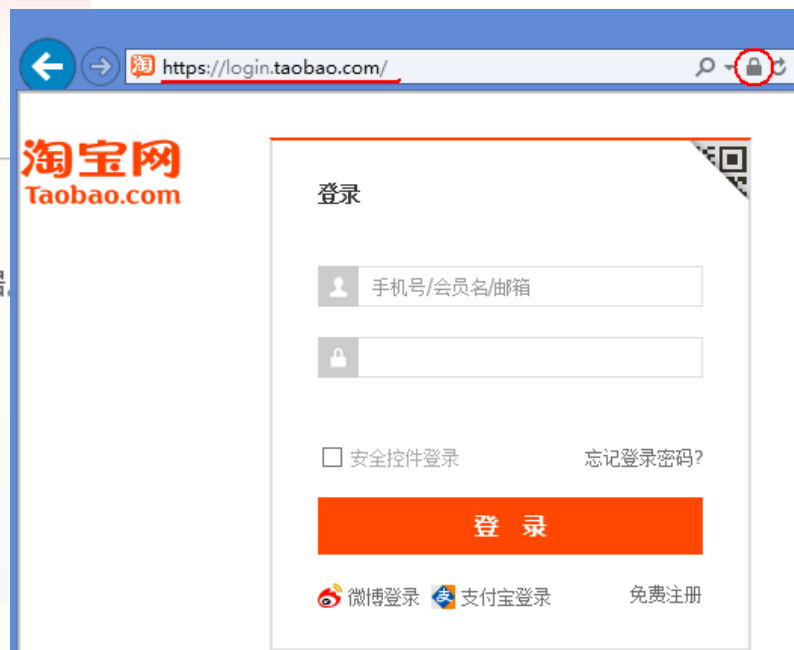 淘 https://login.taobao.com/
淘宝网
Taobao.com
登录
手机号/会员名/邮箱
安全控件登录 忘记登录密码?
登 录
微博登录 支 支付宝登录 免费注册